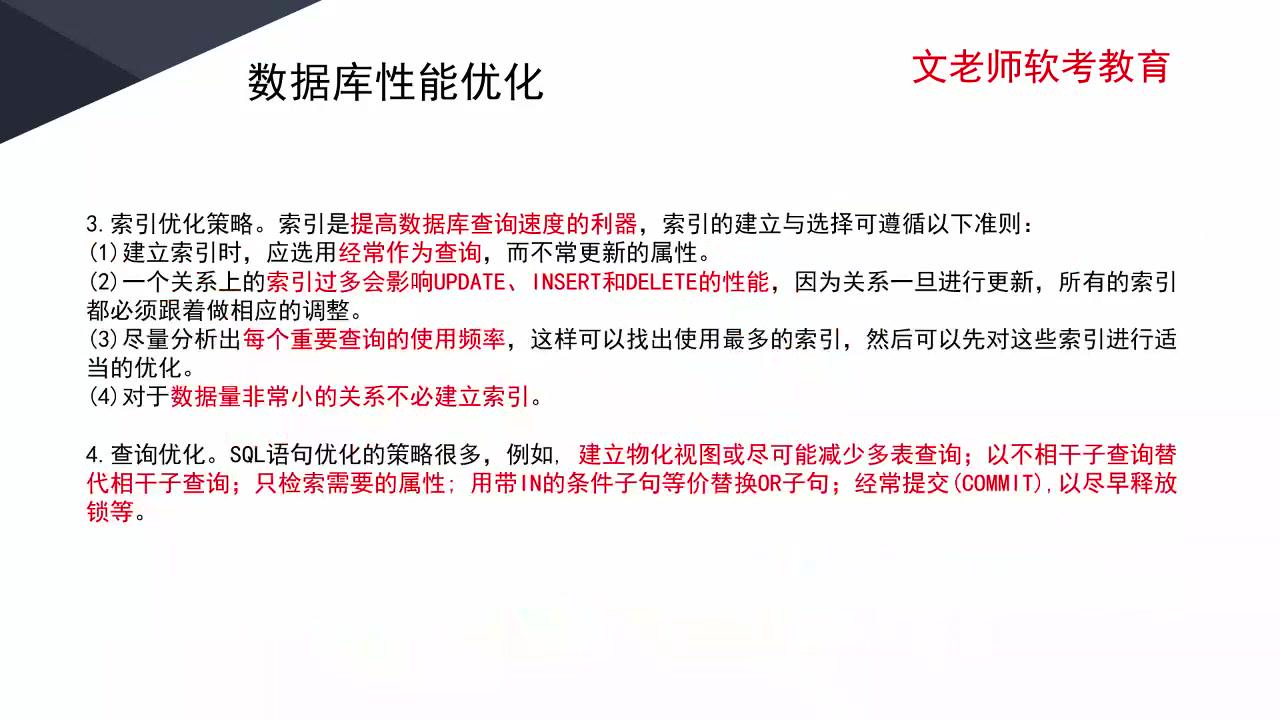 数据库性能优化
文老师软考教育
3.索引优化策略。索引是提高数据库查询速度的利器，索引的建立与选择可遵循以下准则：
(1)建立索引时，应选用经常作为查询，而不常更新的属性。
(2)一个关系上的索引过多会影响UPDATE、INSERT和DELETE的性能，因为关系一旦进行更新，所有的索引
都必须跟着做相应的调整。
(3)尽量分析出每个重要查询的使用频率，这样可以找出使用最多的索引，然后可以先对这些索引进行适
当的优化。
(4)对于数据量非常小的关系不必建立索引。
4.查询优化。SQL语句优化的策略很多，例如，建立物化视图或尽可能减少多表查询；以不相干子查询替
代相干子查询；只检索需要的属性；用带IN的条件子句等价替换OR子句；经常提交(COMMIT),以尽早释放
锁等。